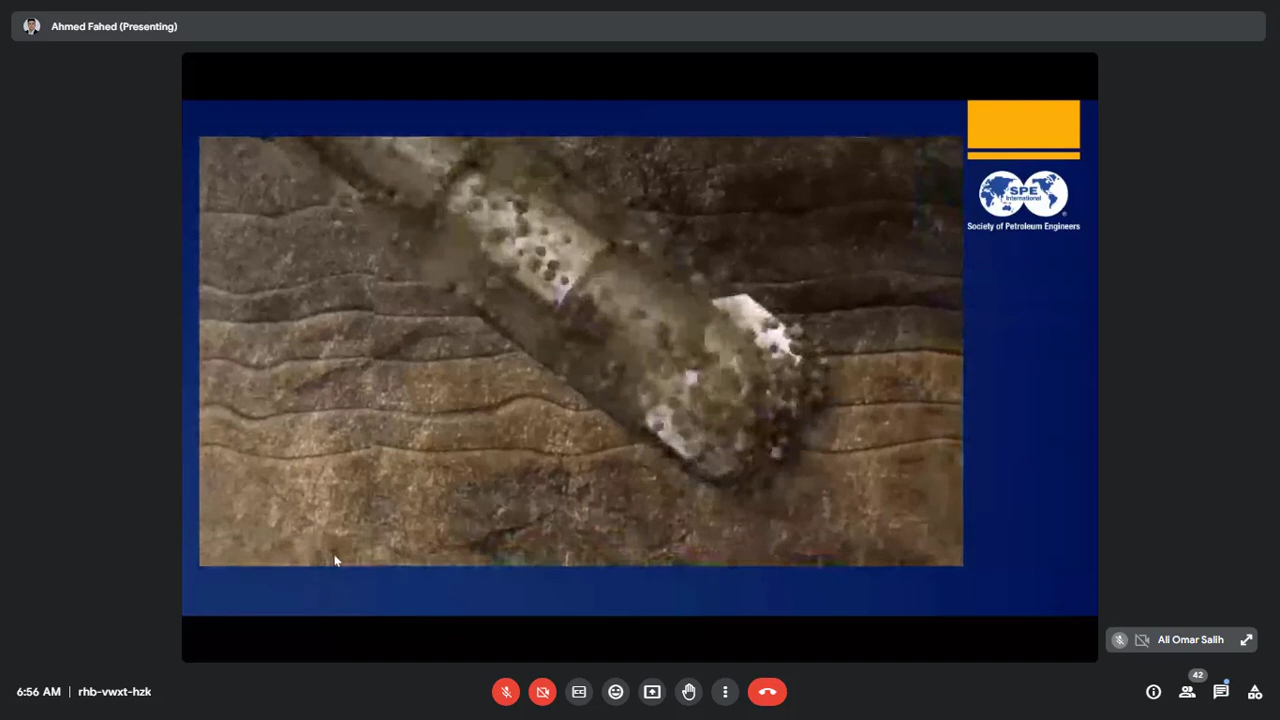 Ahmed Fahed (Presenting)
SPE
International
Society of Petroleum Engineers
Ali Omar Salih
42
6:56 AM | rhb-vwxt-hzk